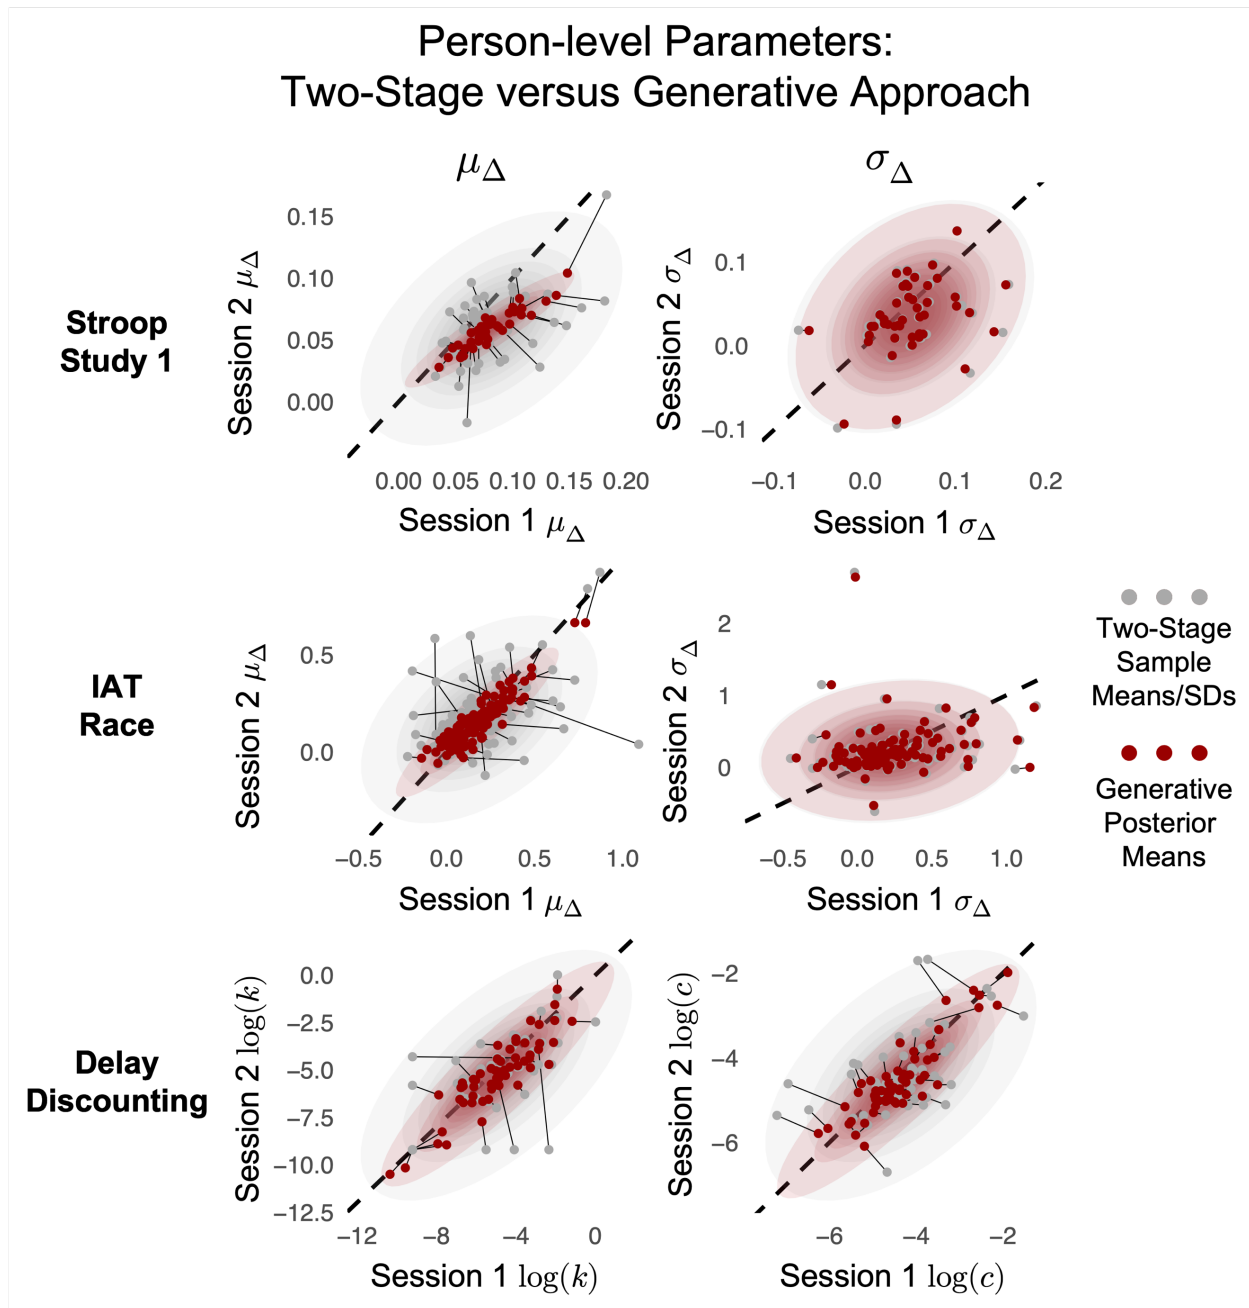 Person-level Parameters:
Two-Stage versus Generative Approach
μΔ
σΔ
Stroop
Study 1
Session 2 μΔ
0.15
0.10
0.05
0.00
0.00 0.05 0.10 0.15 0.20
Session 1 μΔ
Session 2 σΔ
0.1
0.0
−0.1
−0.1 0.0 0.1 0.2
Session 1 σΔ
IAT
Race
Session 2 μΔ
0.5
0.0
−0.5 0.0 0.5 1.0
Session 1 μΔ
Session 2 σΔ
2
1
0
−0.5 0.0 0.5 1.0
Session 1 σΔ
Two-Stage
Sample
Means/SDs
Generative
Posterior
Means
Delay
Discounting
Session 2 log(k)
0.0
−2.5
−5.0
−7.5
−10.0
−12.5
−12 −8 −4 0
Session 1 log(k)
Session 2 log(c)
−2
−4
−6
−6 −4 −2
Session 1 log(c)